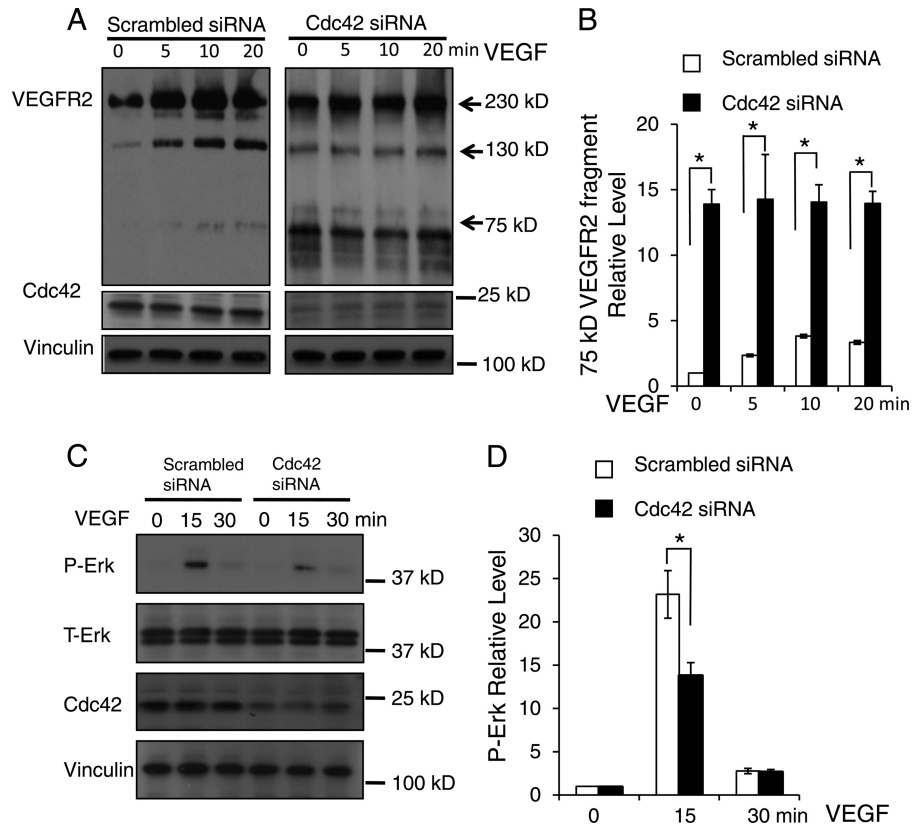 A
Scrambled siRNA
Cdc42 siRNA
0 5 10 20
0 5 10 20 min VEGF
VEGFR2
230 kD
130 kD
75 kD
Cdc42
25 kD
Vinculin
100 kD
B
Scrambled siRNA
Cdc42 siRNA
75 kD VEGFR2 fragment
Relative Level
20
15
10
5
0
* * * *
VEGF 0 5 10 20 min
C
Scrambled
siRNA
Cdc42
siRNA
VEGF 0 15 30 0 15 30 min
P-Erk
37 kD
T-Erk
37 kD
Cdc42
25 kD
Vinculin
100 kD
D
Scrambled siRNA
Cdc42 siRNA
P-Erk Relative Level
30
25
20
15
10
5
0
*
0 15 30 min VEGF